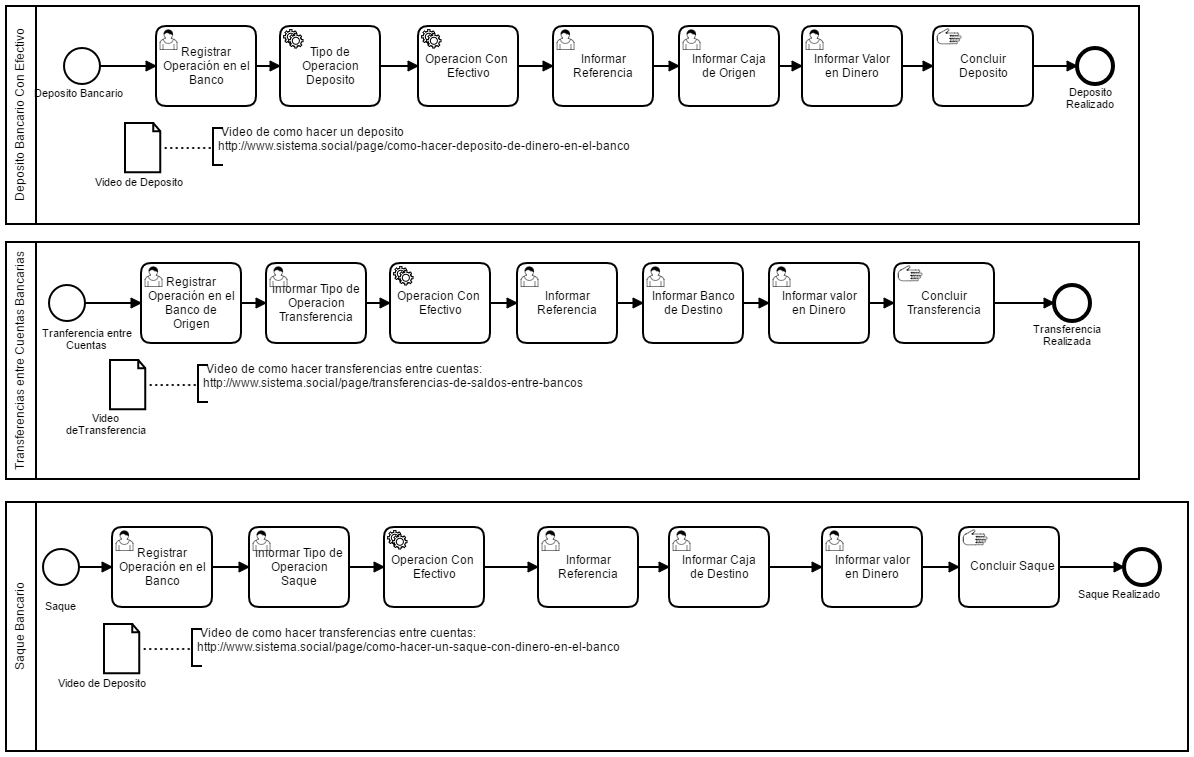 Deposito Bancario Con Efectivo
Deposito Bancario
Registrar
Operación en el
Banco
Tipo de
Operacion
Deposito
Operacion Con
Efectivo
Informar
Referencia
Informar Caja
de Origen
Informar Valor
en Dinero
Concluir
Deposito
Deposito
Realizado
Video de Deposito
Video de como hacer un deposito
http://www.sistema.social/page/como-hacer-deposito-de-dinero-en-el-banco
Transferencias entre Cuentas Bancarias
Tranferencia entre
Cuentas
Registrar
Operación en el
Banco de
Origen
Informar Tipo de
Operacion
Transferencia
Operacion Con
Efectivo
Informar
Referencia
Informar Banco
de Destino
Informar valor
en Dinero
Concluir
Transferencia
Transferencia
Realizada
Video
deTransferencia
Video de como hacer transferencias entre cuentas:
http://www.sistema.social/page/transferencias-de-saldos-entre-bancos
Saque Bancario
Saque
Registrar
Operación en el
Banco
Informar Tipo de
Operacion
Saque
Operacion Con
Efectivo
Informar
Referencia
Informar Caja
de Destino
Informar valor
en Dinero
Concluir Saque
Saque Realizado
Video de Deposito
Video de como hacer transferencias entre cuentas:
http://www.sistema.social/page/como-hacer-un-saque-con-dinero-en-el-banco